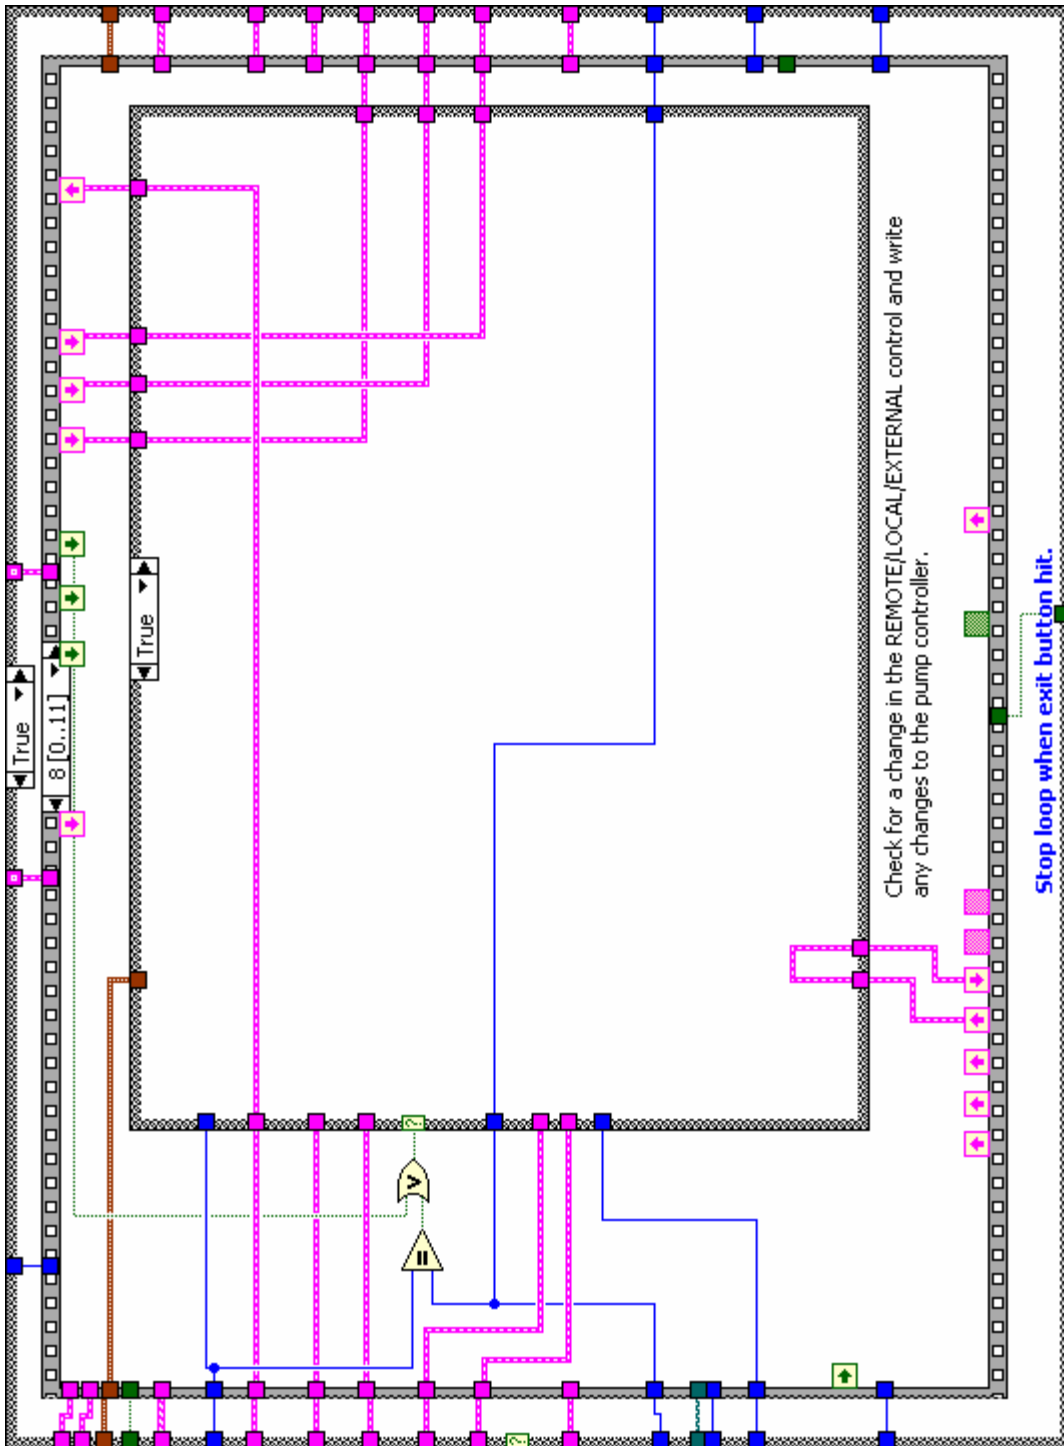 True
8 [0..11]
True
?
V
=
?
Check for a change in the REMOTE/LOCAL/EXTERNAL control and write
any changes to the pump controller.
Stop loop when exit button hit.